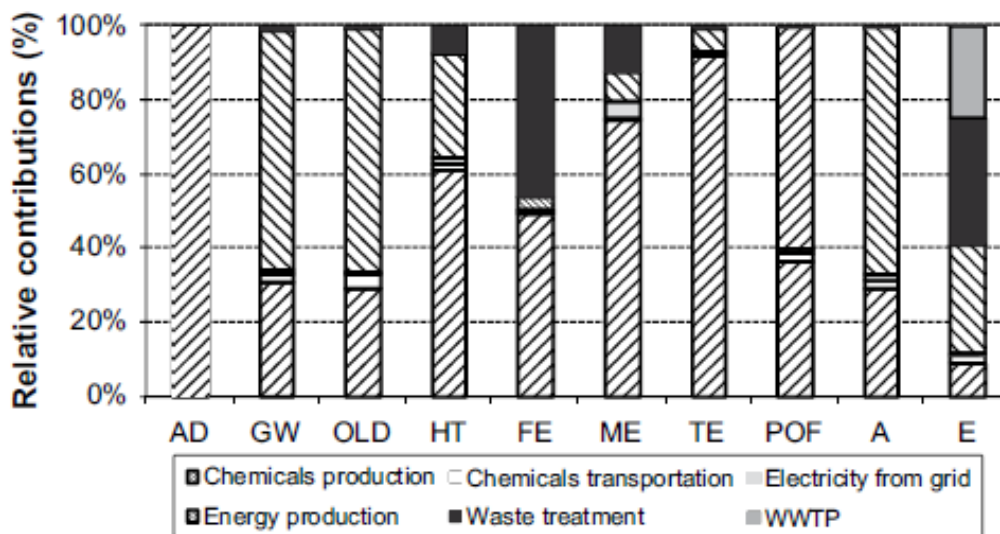 Relative contributions (%)
100%
80%
60%
40%
20%
0%
AD GW OLD HT FE ME TE POF A E
Chemicals production Chemicals transportation Electricity from grid
Energy production Waste treatment WWTP